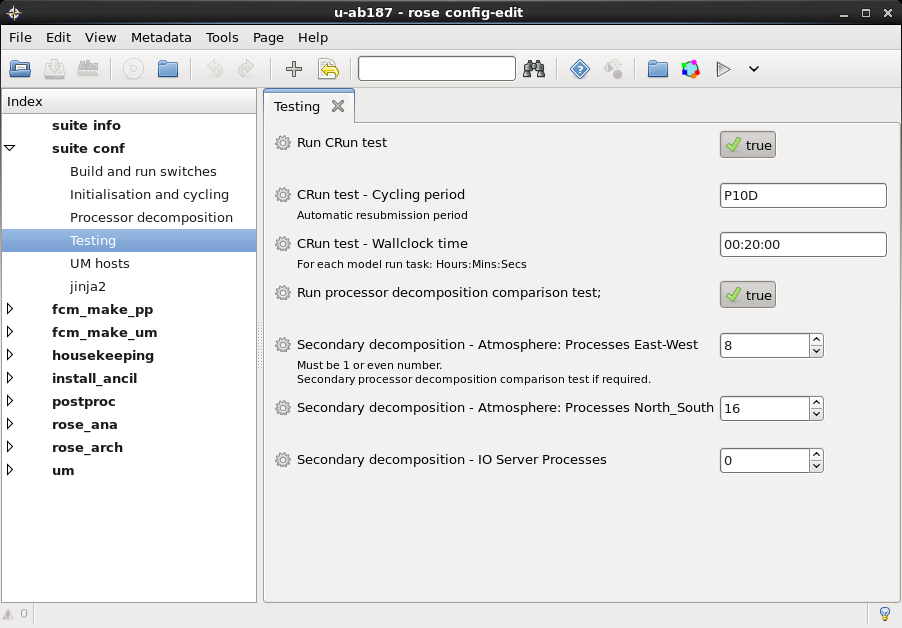 u-ab187 - rose config-edit
File Edit View Metadata Tools Page Help
Abc
Index
suite info
suite conf
Build and run switches
Initialisation and cycling
Processor decomposition
Testing
UM hosts
jinja2
fcm_make_pp
fcm_make_um
housekeeping
install_ancil
postproc
rose_ana
rose_arch
um
Testing
Run CRun test
true
CRun test - Cycling period
P10D
Automatic resubmission period
CRun test - Wallclock time
00:20:00
For each model run task: Hours:Mins:Secs
Run processor decomposition comparison test;
true
Secondary decomposition - Atmosphere: Processes East-West
8
Must be 1 or even number.
Secondary processor decomposition comparison test if required.
Secondary decomposition - Atmosphere: Processes North_South
16
Secondary decomposition - IO Server Processes
0
0